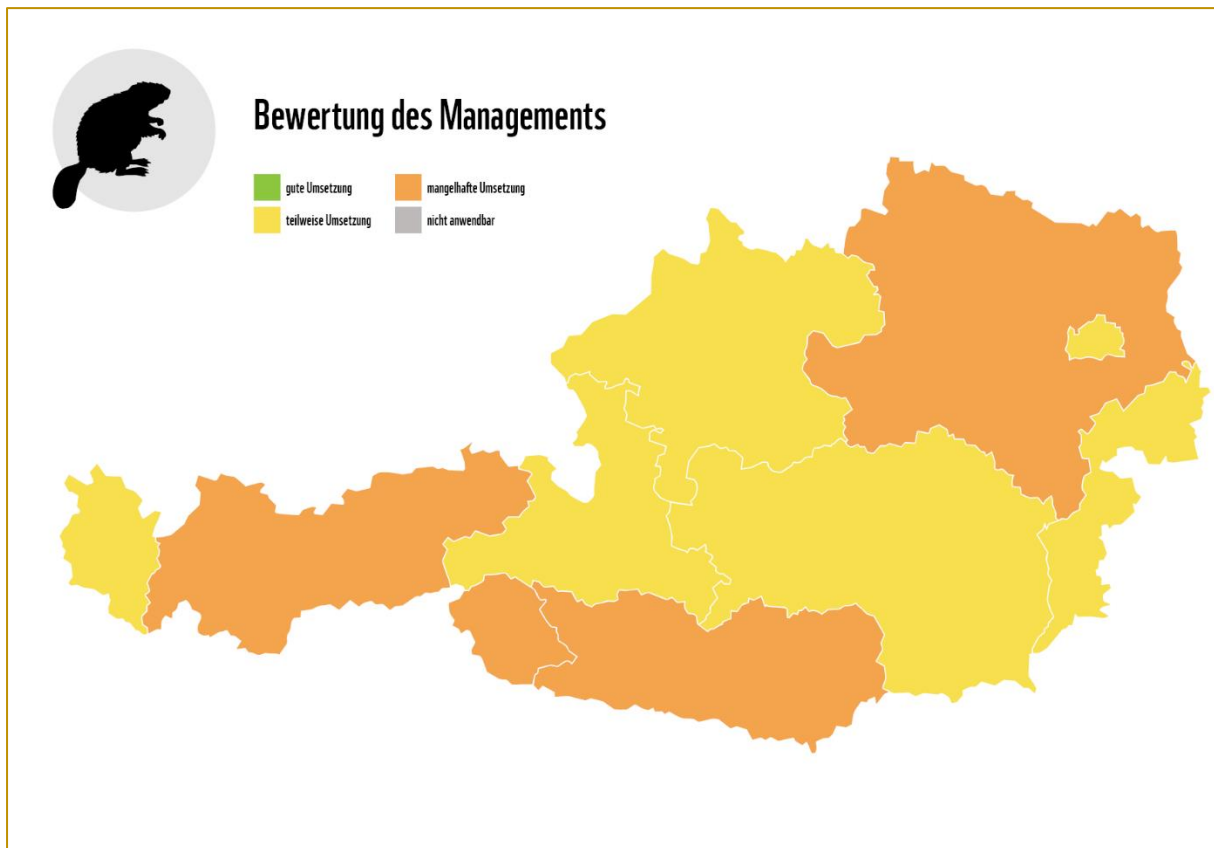 Bewertung des Managements
gute Umsetzung
mangelhafte Umsetzung
teilweise Umsetzung
nicht anwendbar